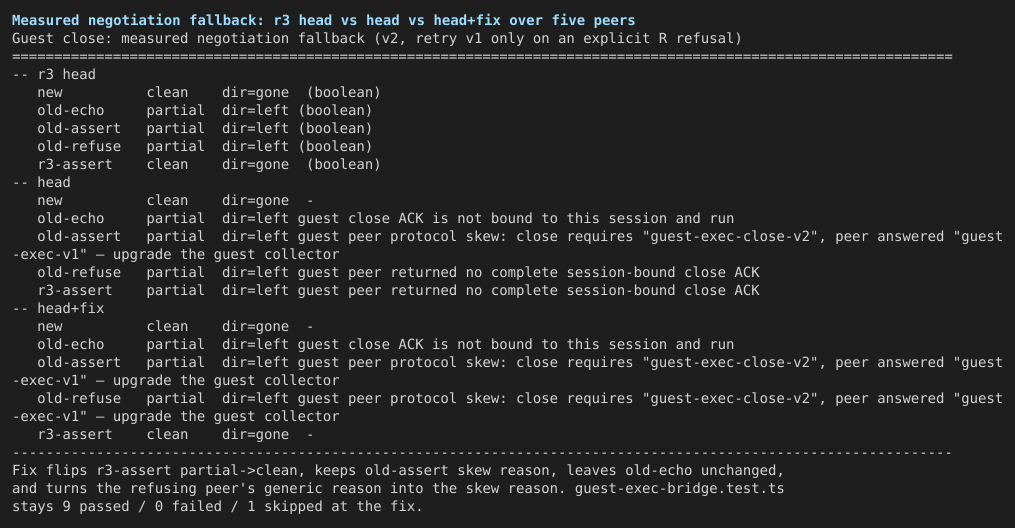 Measured negotiation fallback: r3 head vs head vs head+fix over five peers
Guest close: measured negotiation fallback (v2, retry v1 only on an explicit R refusal)
================================================================================================================
-- r3 head
   new          clean    dir=gone  (boolean)
   old-echo     partial  dir=left (boolean)
   old-assert   partial  dir=left (boolean)
   old-refuse   partial  dir=left (boolean)
   r3-assert    clean    dir=gone  (boolean)
-- head
   new          clean    dir=gone  -
   old-echo     partial  dir=left guest close ACK is not bound to this session and run
   old-assert   partial  dir=left guest peer protocol skew: close requires "guest-exec-close-v2", peer answered "guest
-exec-v1" — upgrade the guest collector
   old-refuse   partial  dir=left guest peer returned no complete session-bound close ACK
   r3-assert    partial  dir=left guest peer returned no complete session-bound close ACK
-- head+fix
   new          clean    dir=gone  -
   old-echo     partial  dir=left guest close ACK is not bound to this session and run
   old-assert   partial  dir=left guest peer protocol skew: close requires "guest-exec-close-v2", peer answered "guest
-exec-v1" — upgrade the guest collector
   old-refuse   partial  dir=left guest peer protocol skew: close requires "guest-exec-close-v2", peer answered "guest
-exec-v1" — upgrade the guest collector
   r3-assert    clean    dir=gone  -
----------------------------------------------------------------------------------------------------------------
Fix flips r3-assert partial->clean, keeps old-assert skew reason, leaves old-echo unchanged,
and turns the refusing peer's generic reason into the skew reason. guest-exec-bridge.test.ts
stays 9 passed / 0 failed / 1 skipped at the fix.